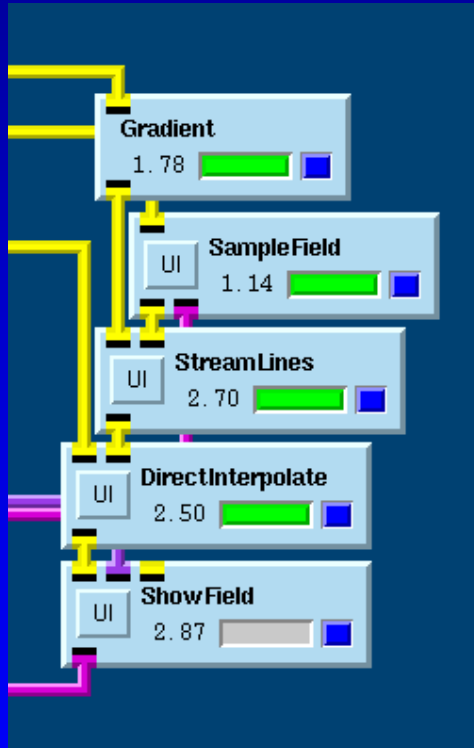 Gradient
1.78
UI
SampleField
1.14
UI
StreamLines
2.70
UI
DirectInterpolate
2.50
UI
ShowField
2.87